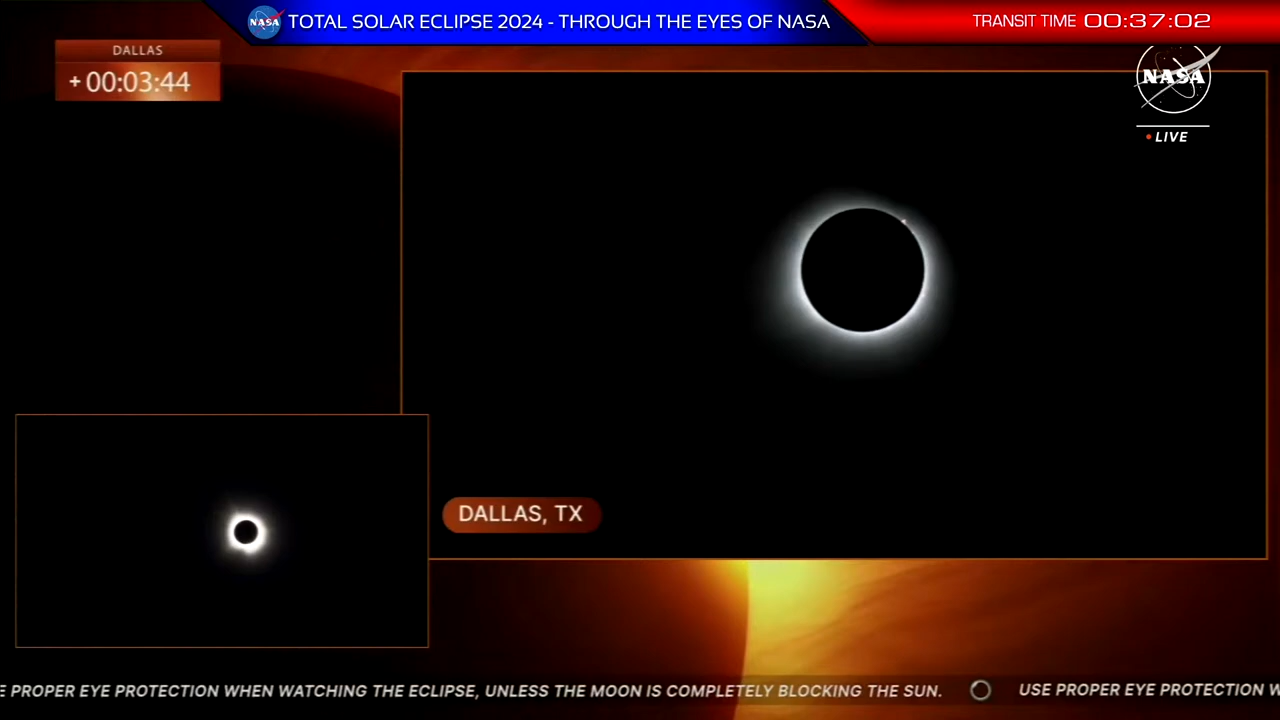 NASA TOTAL SOLAR ECLIPSE 2024 - THROUGH THE EYES OF NASA
TRANSIT TIME 00:37:02
DALLAS
+ 00:03:44
NASA
LIVE
DALLAS, TX
E PROPER EYE PROTECTION WHEN WATCHING THE ECLIPSE, UNLESS THE MOON IS COMPLETELY BLOCKING THE SUN. USE PROPER EYE PROTECTION W